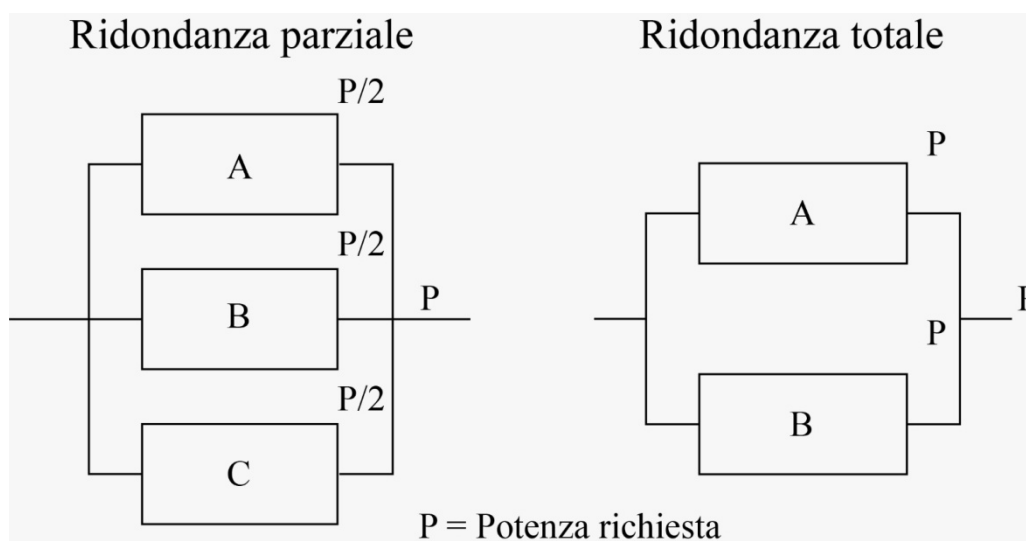 Ridondanza parziale
P/2
A
P/2
B
P
P/2
C
Ridondanza totale
P
A
P
B
P = Potenza richiesta